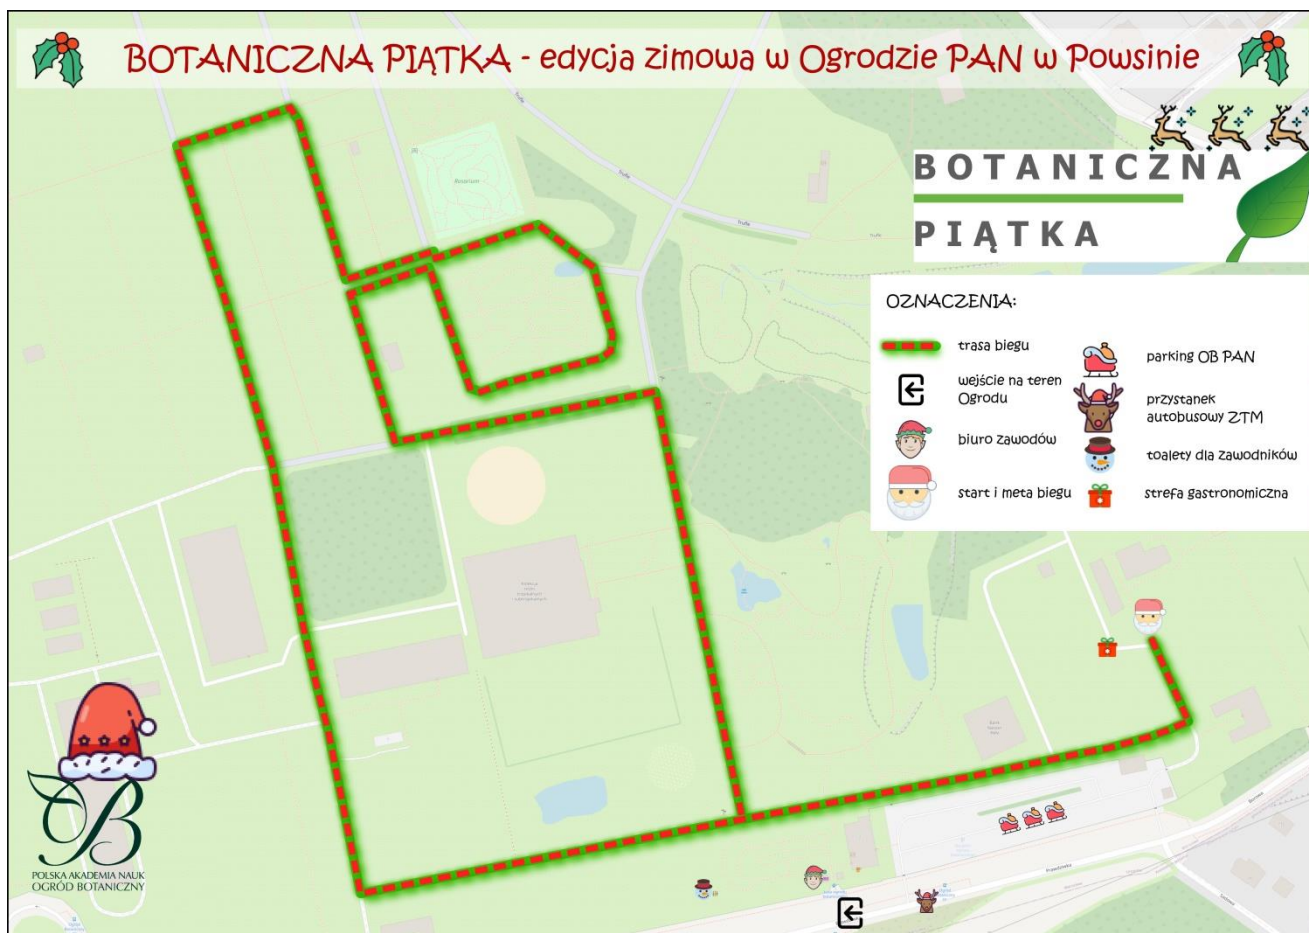 BOTANICZNA PIĄTKA - edycja zimowa w Ogrodzie PAN w Powsinie
BOTANICZNA
PIĄTKA
OZNACZENIA:
trasa biegu
wejście na teren
Ogrodu
biuro zawodów
start i meta biegu
parking OB PAN
przystanek
autobusowy ZTM
toalety dla zawodników
strefa gastronomiczna
Rosarium
B
POLSKA AKADEMIA NAUK
OGRÓD BOTANICZNY